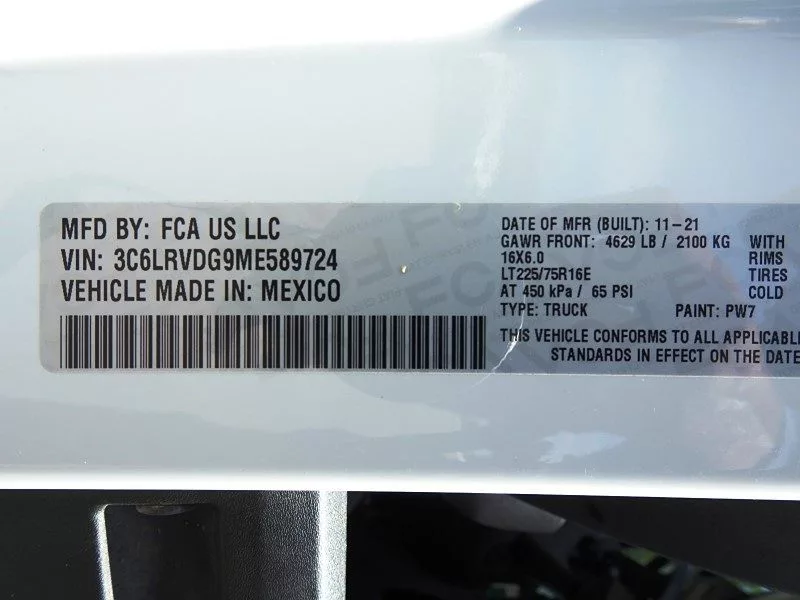 MFD BY: FCA US LLC
VIN: 3C6LRVDG9ME589724
VEHICLE MADE IN: MEXICO
DATE OF MFR (BUILT): 11-21
GAWR FRONT: 4629 LB / 2100 KG WITH
16X6.0 RIMS
LT225/75R16E TIRES
AT 450 kPa / 65 PSI COLD
TYPE: TRUCK PAINT: PW7
THIS VEHICLE CONFORMS TO ALL APPLICABLE
STANDARDS IN EFFECT ON THE DATE